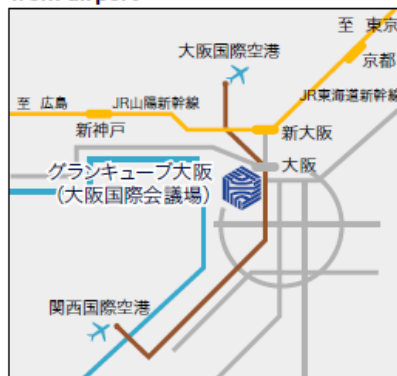 至 東京
大阪国際空港
京都
至 広島
JR山陽新幹線
JR東海道新幹線
新神戸
新大阪
大阪
グランキューブ大阪
(大阪国際会議場)
関西国際空港